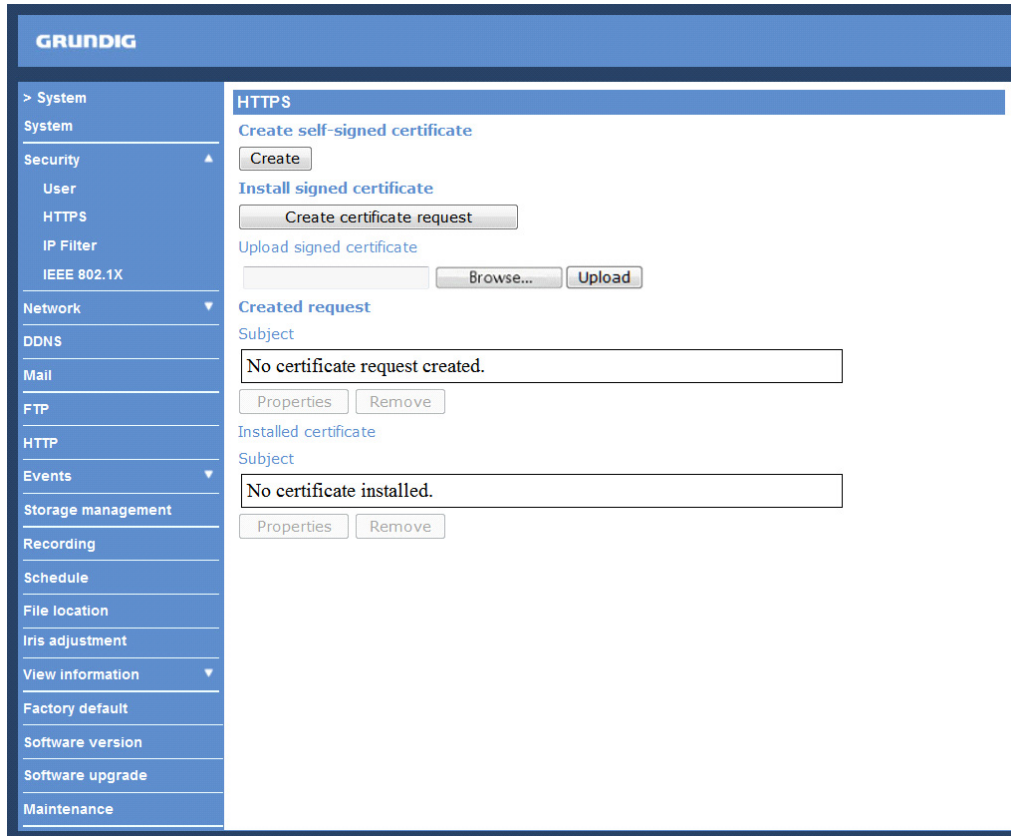 GRUNDIG
> System
System
Security
User
HTTPS
IP Filter
IEEE 802.1X
Network
DDNS
Mail
FTP
HTTP
Events
Storage management
Recording
Schedule
File location
Iris adjustment
View information
Factory default
Software version
Software upgrade
Maintenance
HTTPS
Create self-signed certificate
Create
Install signed certificate
Create certificate request
Upload signed certificate
Browse... Upload
Created request
Subject
No certificate request created.
Properties Remove
Installed certificate
Subject
No certificate installed.
Properties Remove